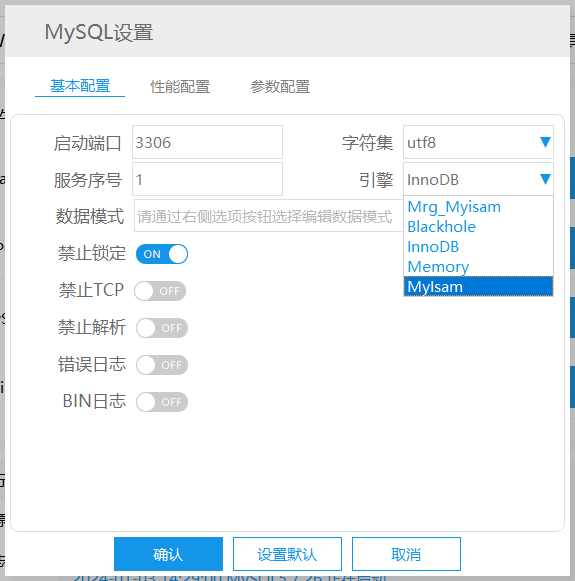 MySQL设置
基本配置 性能配置 参数配置
启动端口 3306 字符集 utf8
服务序号 1 引擎 InnoDB
数据模式 请通过右侧选项按钮选择编辑数据模式
Mrg_Myisam
Blackhole
InnoDB
Memory
MyIsam
禁止锁定 ON
禁止TCP OFF
禁止解析 OFF
错误日志 OFF
BIN日志 OFF
确认 设置默认 取消